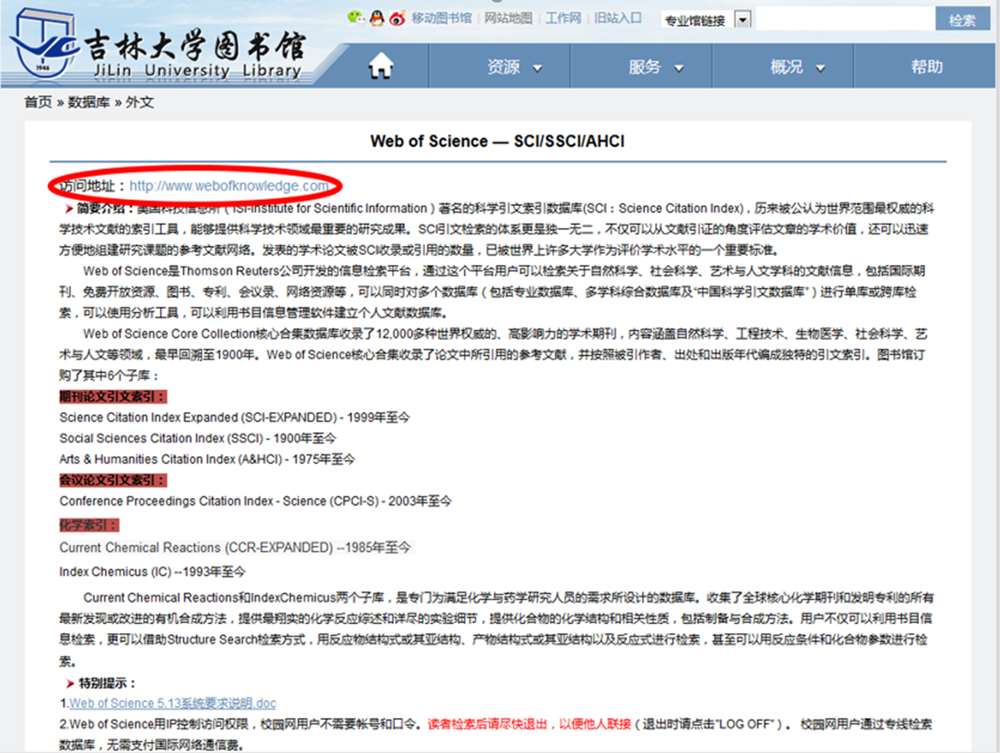 移动图书馆 | 网站地图 | 工作网 | 旧站入口 专业馆链接 检索
吉林大学图书馆
JiLin University Library
1946
资源 服务 概况 帮助
首页 » 数据库 » 外文
Web of Science — SCI/SSCI/AHCI
访问地址：http://www.webofknowledge.com
简要介绍：美国科技信息所（ISI-Institute for Scientific Information）著名的科学引文索引数据库(SCI：Science Citation Index)，历来被公认为世界范围最权威的科
学技术文献的索引工具，能够提供科学技术领域最重要的研究成果。SCI引文检索的体系更是独一无二，不仅可以从文献引证的角度评估文章的学术价值，还可以迅速
方便地组建研究课题的参考文献网络。发表的学术论文被SCI收录或引用的数量，已被世界上许多大学作为评价学术水平的一个重要标准。
Web of Science是Thomson Reuters公司开发的信息检索平台，通过这个平台用户可以检索关于自然科学、社会科学、艺术与人文学科的文献信息，包括国际期
刊、免费开放资源、图书、专利、会议录、网络资源等，可以同时对多个数据库（包括专业数据库、多学科综合数据库及“中国科学引文数据库”）进行单库或跨库检
索，可以使用分析工具，可以利用书目信息管理软件建立个人文献数据库。
Web of Science Core Collection核心合集数据库收录了12,000多种世界权威的、高影响力的学术期刊，内容涵盖自然科学、工程技术、生物医学、社会科学、艺
术与人文等领域，最早回溯至1900年。Web of Science核心合集收录了论文中所引用的参考文献，并按照被引作者、出处和出版年代编成独特的引文索引。图书馆订
购了其中6个子库：
期刊论文引文索引：
Science Citation Index Expanded (SCI-EXPANDED) - 1999年至今
Social Sciences Citation Index (SSCI) - 1900年至今
Arts & Humanities Citation Index (A&HCI) - 1975年至今
会议论文引文索引：
Conference Proceedings Citation Index - Science (CPCI-S) - 2003年至今
化学索引：
Current Chemical Reactions (CCR-EXPANDED) --1985年至今
Index Chemicus (IC) --1993年至今
Current Chemical Reactions和IndexChemicus两个子库，是专门为满足化学与药学研究人员的需求所设计的数据库。收集了全球核心化学期刊和发明专利的所有
最新发现或改进的有机合成方法，提供最翔实的化学反应综述和详尽的实验细节，提供化合物的化学结构和相关性质，包括制备与合成方法。用户不仅可以利用书目信
息检索，更可以借助Structure Search检索方式，用反应物结构式或其亚结构、产物结构式或其亚结构以及反应式进行检索，甚至可以用反应条件和化合物参数进行检
索。
特别提示：
1.Web of Science 5.13系统要求说明.doc
2.Web of Science用IP控制访问权限，校园网用户不需要帐号和口令。读者检索后请尽快退出，以便他人联接（退出时请点击"LOG OFF"）。 校园网用户通过专线检索
数据库，无需支付国际网络通信费。